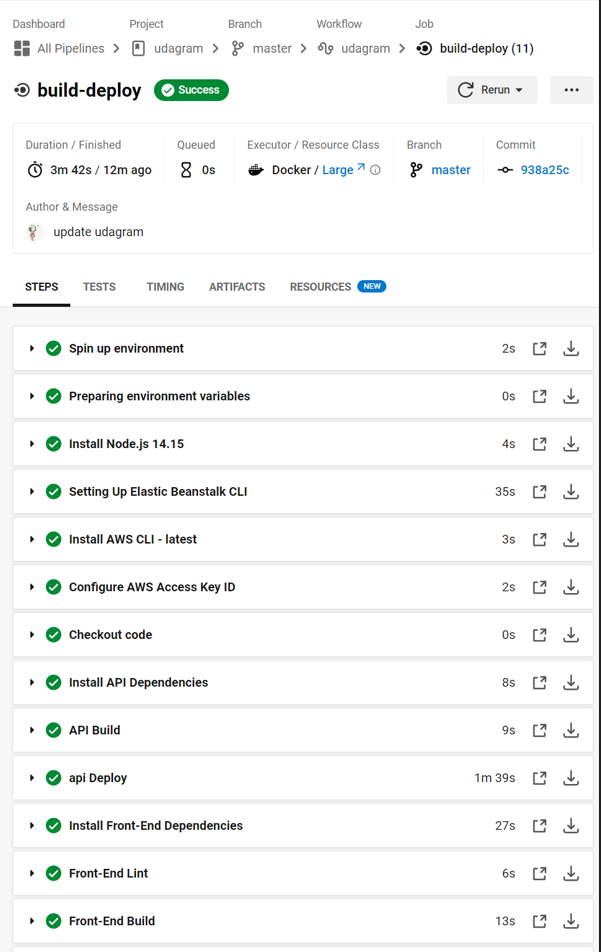 Dashboard Project Branch Workflow Job
All Pipelines udagram master udagram build-deploy (11)
build-deploy Success Rerun
Duration / Finished Queued Executor / Resource Class Branch Commit
3m 42s / 12m ago 0s Docker / Large master 938a25c
Author & Message
update udagram
STEPS TESTS TIMING ARTIFACTS RESOURCES NEW
Spin up environment 2s
Preparing environment variables 0s
Install Node.js 14.15 4s
Setting Up Elastic Beanstalk CLI 35s
Install AWS CLI - latest 3s
Configure AWS Access Key ID 2s
Checkout code 0s
Install API Dependencies 8s
API Build 9s
api Deploy 1m 39s
Install Front-End Dependencies 27s
Front-End Lint 6s
Front-End Build 13s